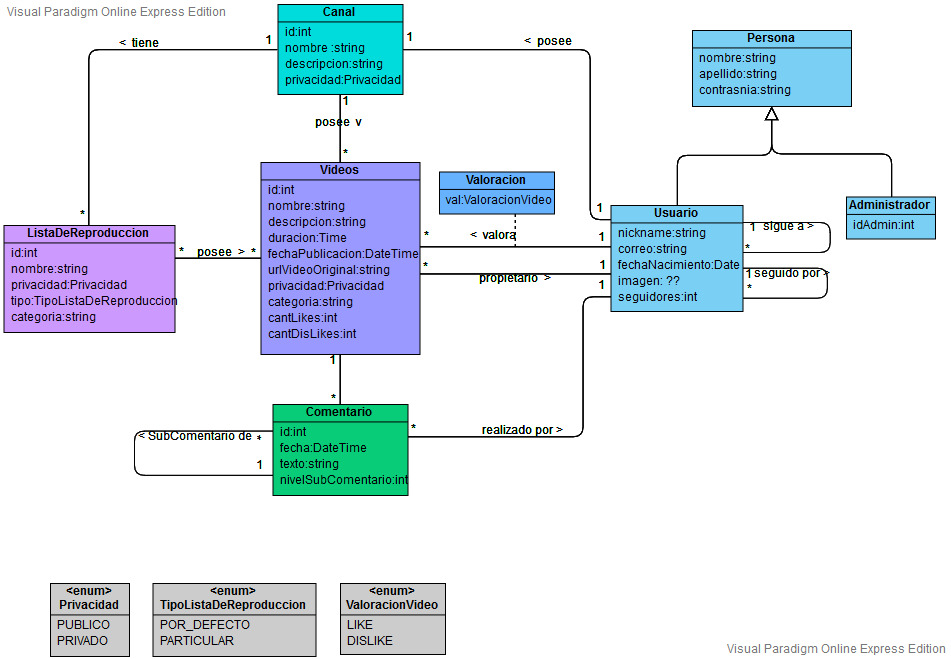 Visual Paradigm Online Express Edition
Canal
id:int
nombre :string
descripcion:string
privacidad:Privacidad
1
< tiene
*
1
< posee
1
1
posee v
*
Persona
nombre:string
apellido:string
contrasnia:string
Videos
id:int
nombre:string
descripcion:string
duracion:Time
fechaPublicacion:DateTime
urlVideoOriginal:string
privacidad:Privacidad
categoria:string
cantLikes:int
cantDisLikes:int
Valoracion
val:ValoracionVideo
Usuario
nickname:string
correo:string
fechaNacimiento:Date
imagen: ??
seguidores:int
Administrador
idAdmin:int
1 sigue a >
*
1 seguido por >
*
*
< valora
1
*
propietario >
1
1
ListaDeReproduccion
id:int
nombre:string
privacidad:Privacidad
tipo:TipoListaDeReproduccion
categoria:string
* posee > *
1
*
Comentario
id:int
fecha:DateTime
texto:string
nivelSubComentario:int
< SubComentario de *
1
*
realizado por >
<enum>
Privacidad
PUBLICO
PRIVADO
<enum>
TipoListaDeReproduccion
POR_DEFECTO
PARTICULAR
<enum>
ValoracionVideo
LIKE
DISLIKE
Visual Paradigm Online Express Edition